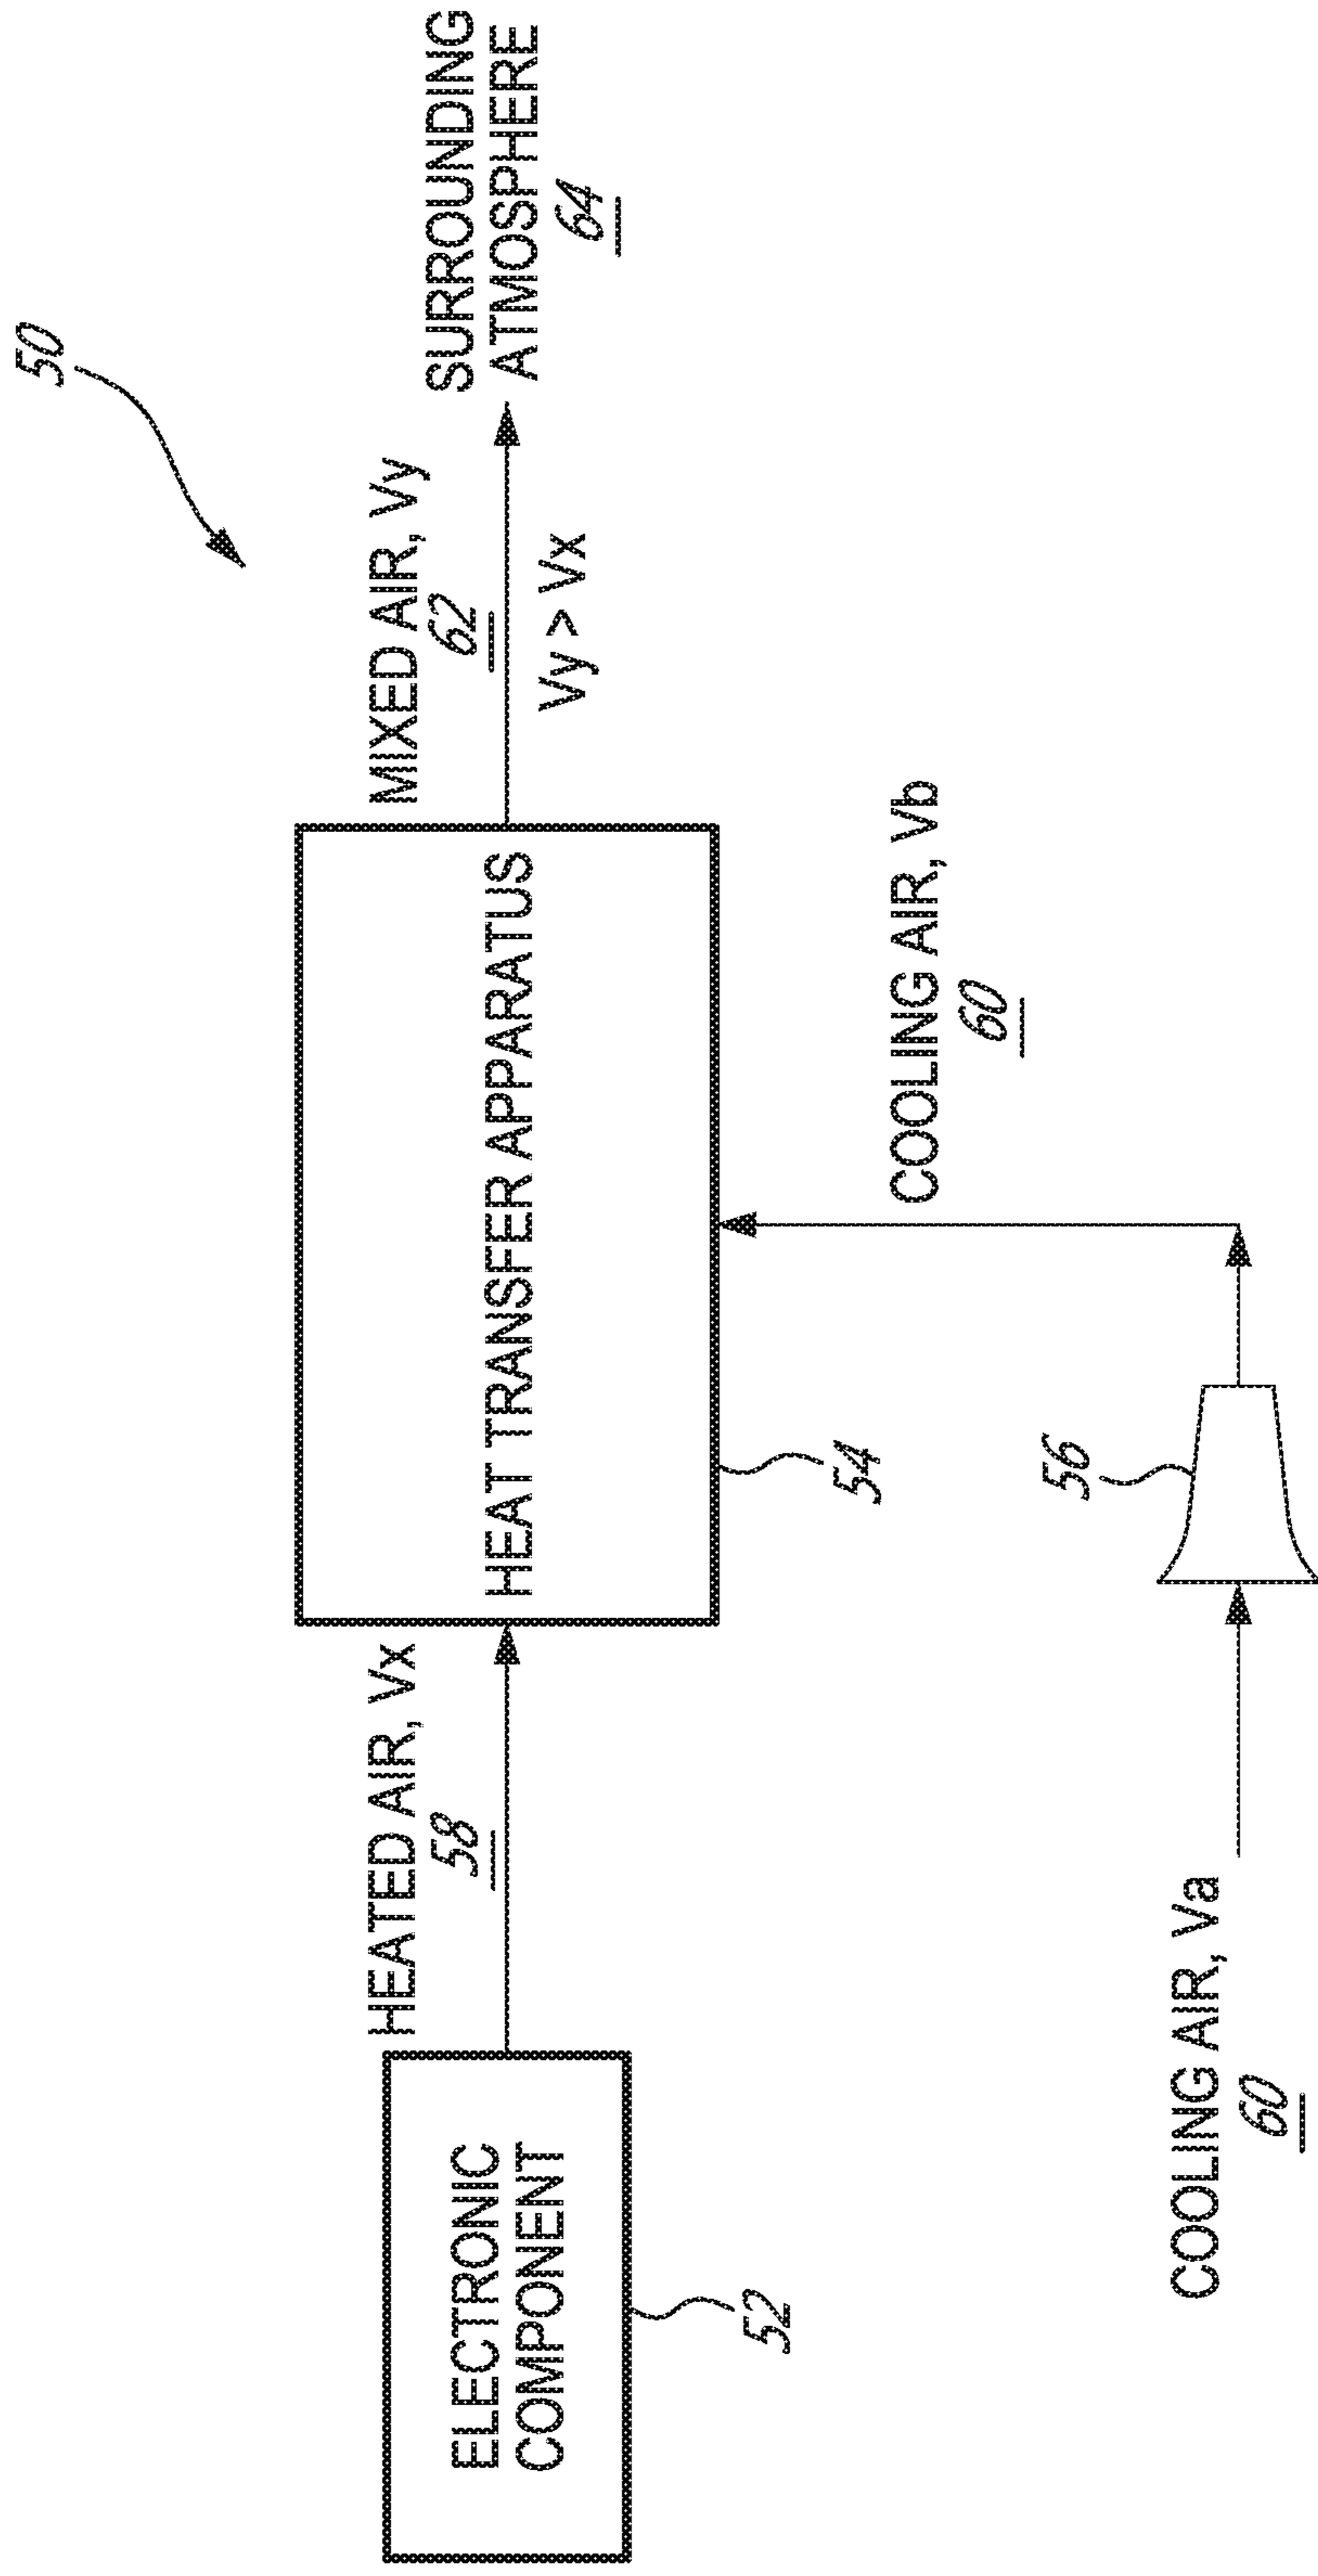 50
ELECTRONIC
COMPONENT
52
HEATED AIR, Vx
58
HEAT TRANSFER APPARATUS
54
MIXED AIR, Vy
62
Vy > Vx
SURROUNDING
ATMOSPHERE
64
COOLING AIR, Va
60
56
COOLING AIR, Vb
60